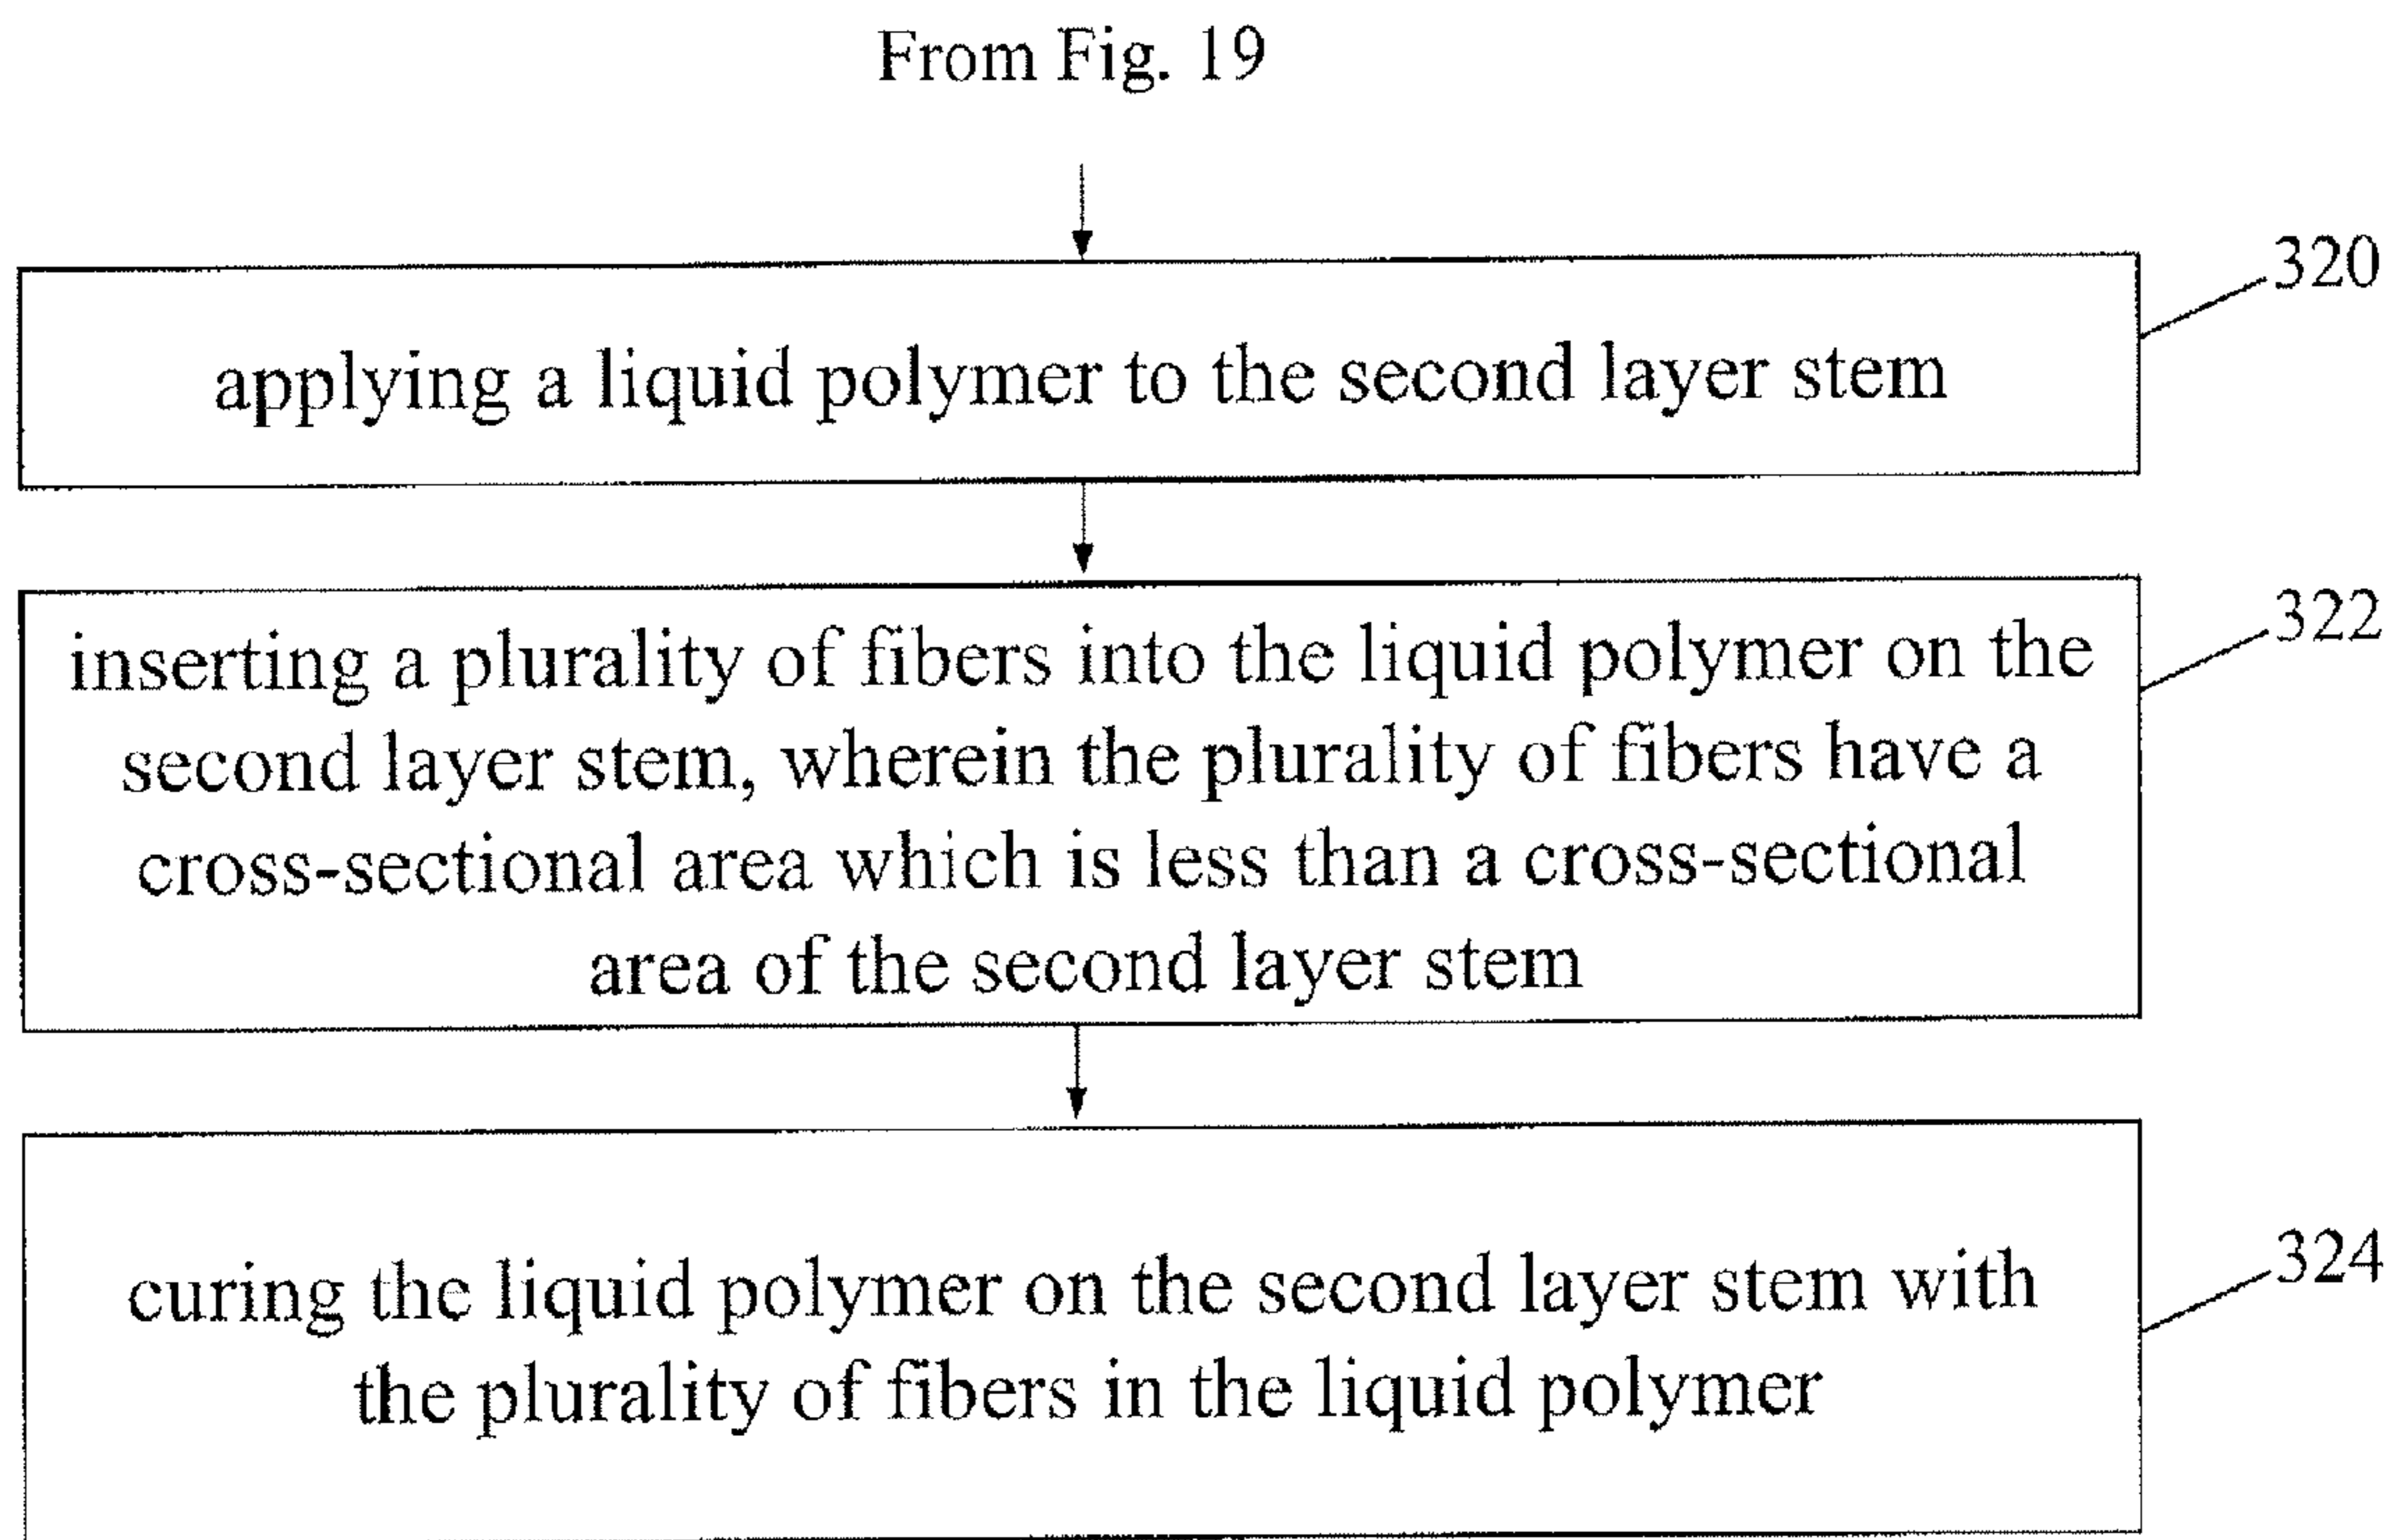 From Fig. 19
320
applying a liquid polymer to the second layer stem
322
inserting a plurality of fibers into the liquid polymer on the
second layer stem, wherein the plurality of fibers have a
cross-sectional area which is less than a cross-sectional
area of the second layer stem
324
curing the liquid polymer on the second layer stem with
the plurality of fibers in the liquid polymer